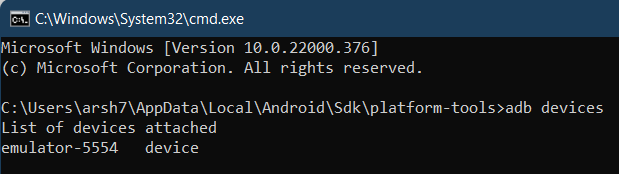 C:\Windows\System32\cmd.exe
Microsoft Windows [Version 10.0.22000.376]
(c) Microsoft Corporation. All rights reserved.
C:\Users\arsh7\AppData\Local\Android\Sdk\platform-tools>adb devices
List of devices attached
emulator-5554   device